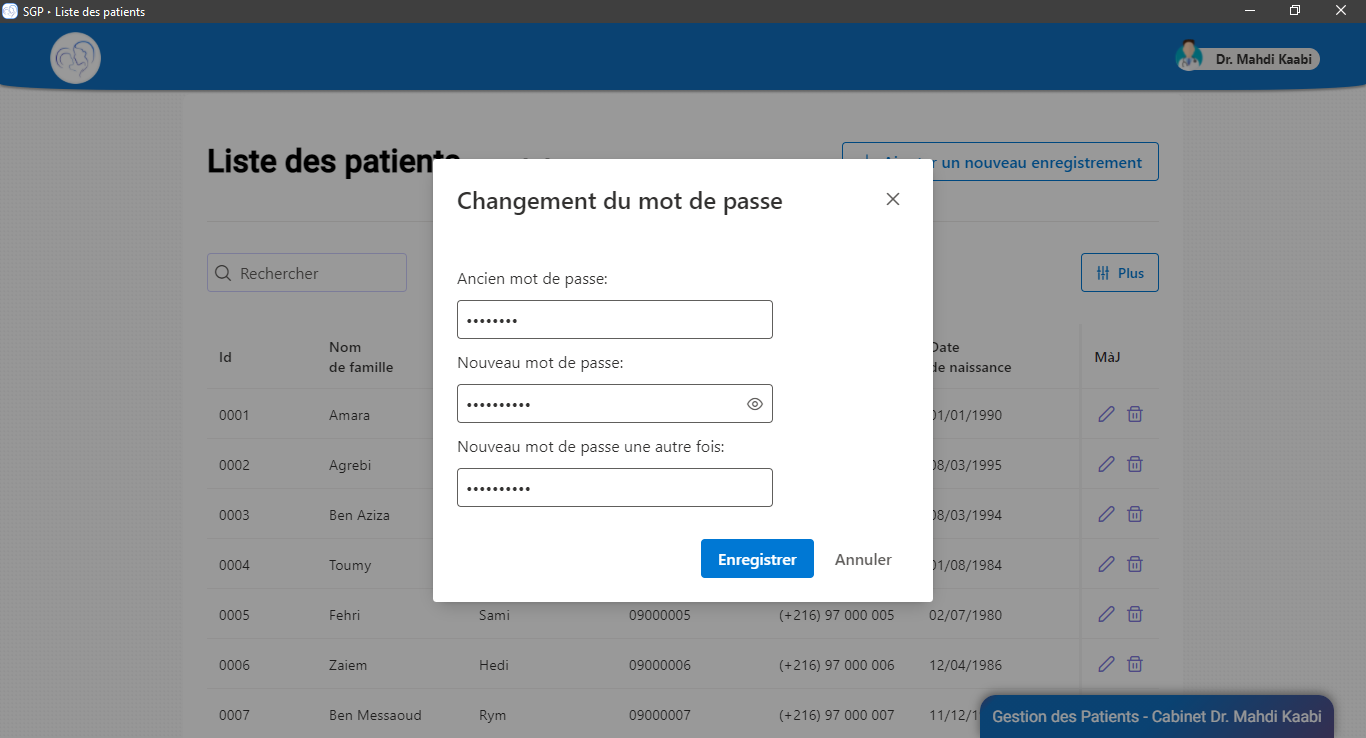 SGP • Liste des patients
Dr. Mahdi Kaabi
Liste des patients
un nouveau enregistrement
Changement du mot de passe
Rechercher
Plus
Ancien mot de passe:
••••••••
Nouveau mot de passe:
••••••••••
Nouveau mot de passe une autre fois:
••••••••••
Enregistrer
Annuler
Id
Nom
de famille
Date
de naissance
MàJ
0001 Amara 01/01/1990
0002 Agrebi 08/03/1995
0003 Ben Aziza 08/03/1994
0004 Toumy 01/08/1984
0005 Fehri Sami 09000005 (+216) 97 000 005 02/07/1980
0006 Zaiem Hedi 09000006 (+216) 97 000 006 12/04/1986
0007 Ben Messaoud Rym 09000007 (+216) 97 000 007 11/12/1
Gestion des Patients - Cabinet Dr. Mahdi Kaabi